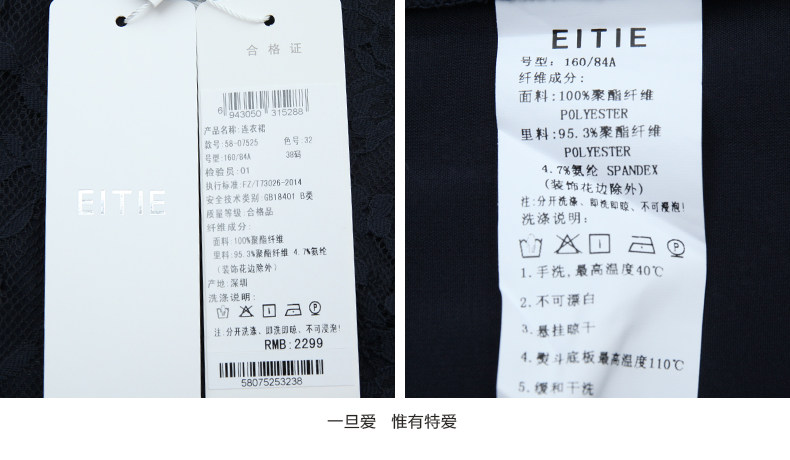 EITIE
合格证
6 943050 315288
产品名称:连衣裙
款号:58-07525 色号:32
号型:160/84A 38码
检验员:01
执行标准:FZ/T73026-2014
安全技术类别:GB18401 B类
质量等级:合格品
纤维成分:
面料:100%聚酯纤维
里料:95.3%聚酯纤维 4.7%氨纶
(装饰花边除外)
产地:深圳
洗涤说明:
注:分开洗涤、即洗即晾、不可浸泡!
RMB:2299
58075253238
EITIE
号型:160/84A
纤维成分:
面料:100%聚酯纤维
POLYESTER
里料:95.3%聚酯纤维
POLYESTER
4.7%氨纶 SPANDEX
(装饰花边除外)
注:分开洗涤、即洗即晾、不可浸泡!
洗涤说明:
P
1.手洗,最高温度40℃
2.不可漂白
3.悬挂晾干
4.熨斗底板最高温度110℃
5.缓和干洗
一旦爱 惟有特爱